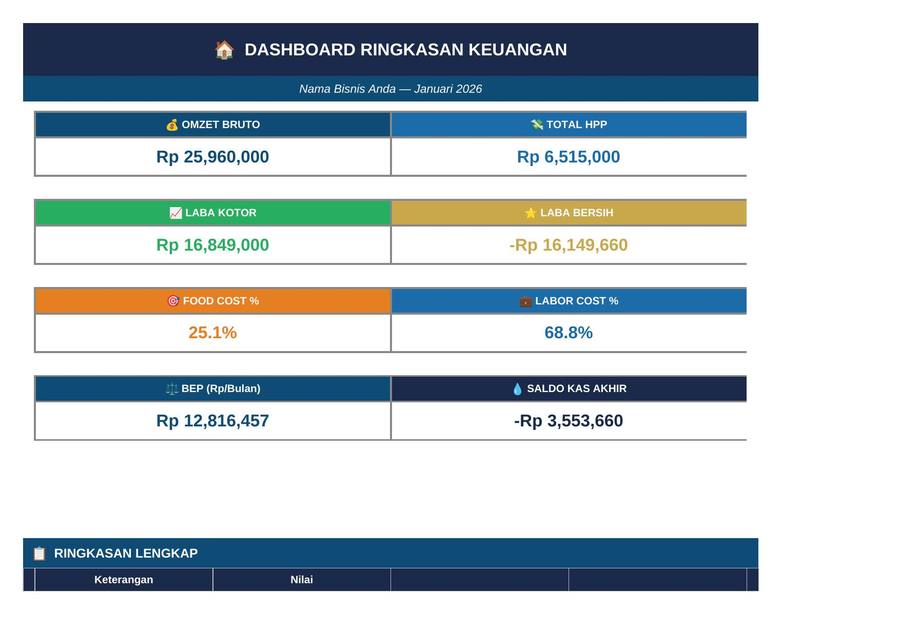 🏠 DASHBOARD RINGKASAN KEUANGAN
Nama Bisnis Anda — Januari 2026
💰 OMZET BRUTO
💸 TOTAL HPP
Rp 25,960,000
Rp 6,515,000
📈 LABA KOTOR
🌟 LABA BERSIH
Rp 16,849,000
-Rp 16,149,660
🎯 FOOD COST %
💼 LABOR COST %
25.1%
68.8%
⚖️ BEP (Rp/Bulan)
💧 SALDO KAS AKHIR
Rp 12,816,457
-Rp 3,553,660
📋 RINGKASAN LENGKAP
Keterangan
Nilai